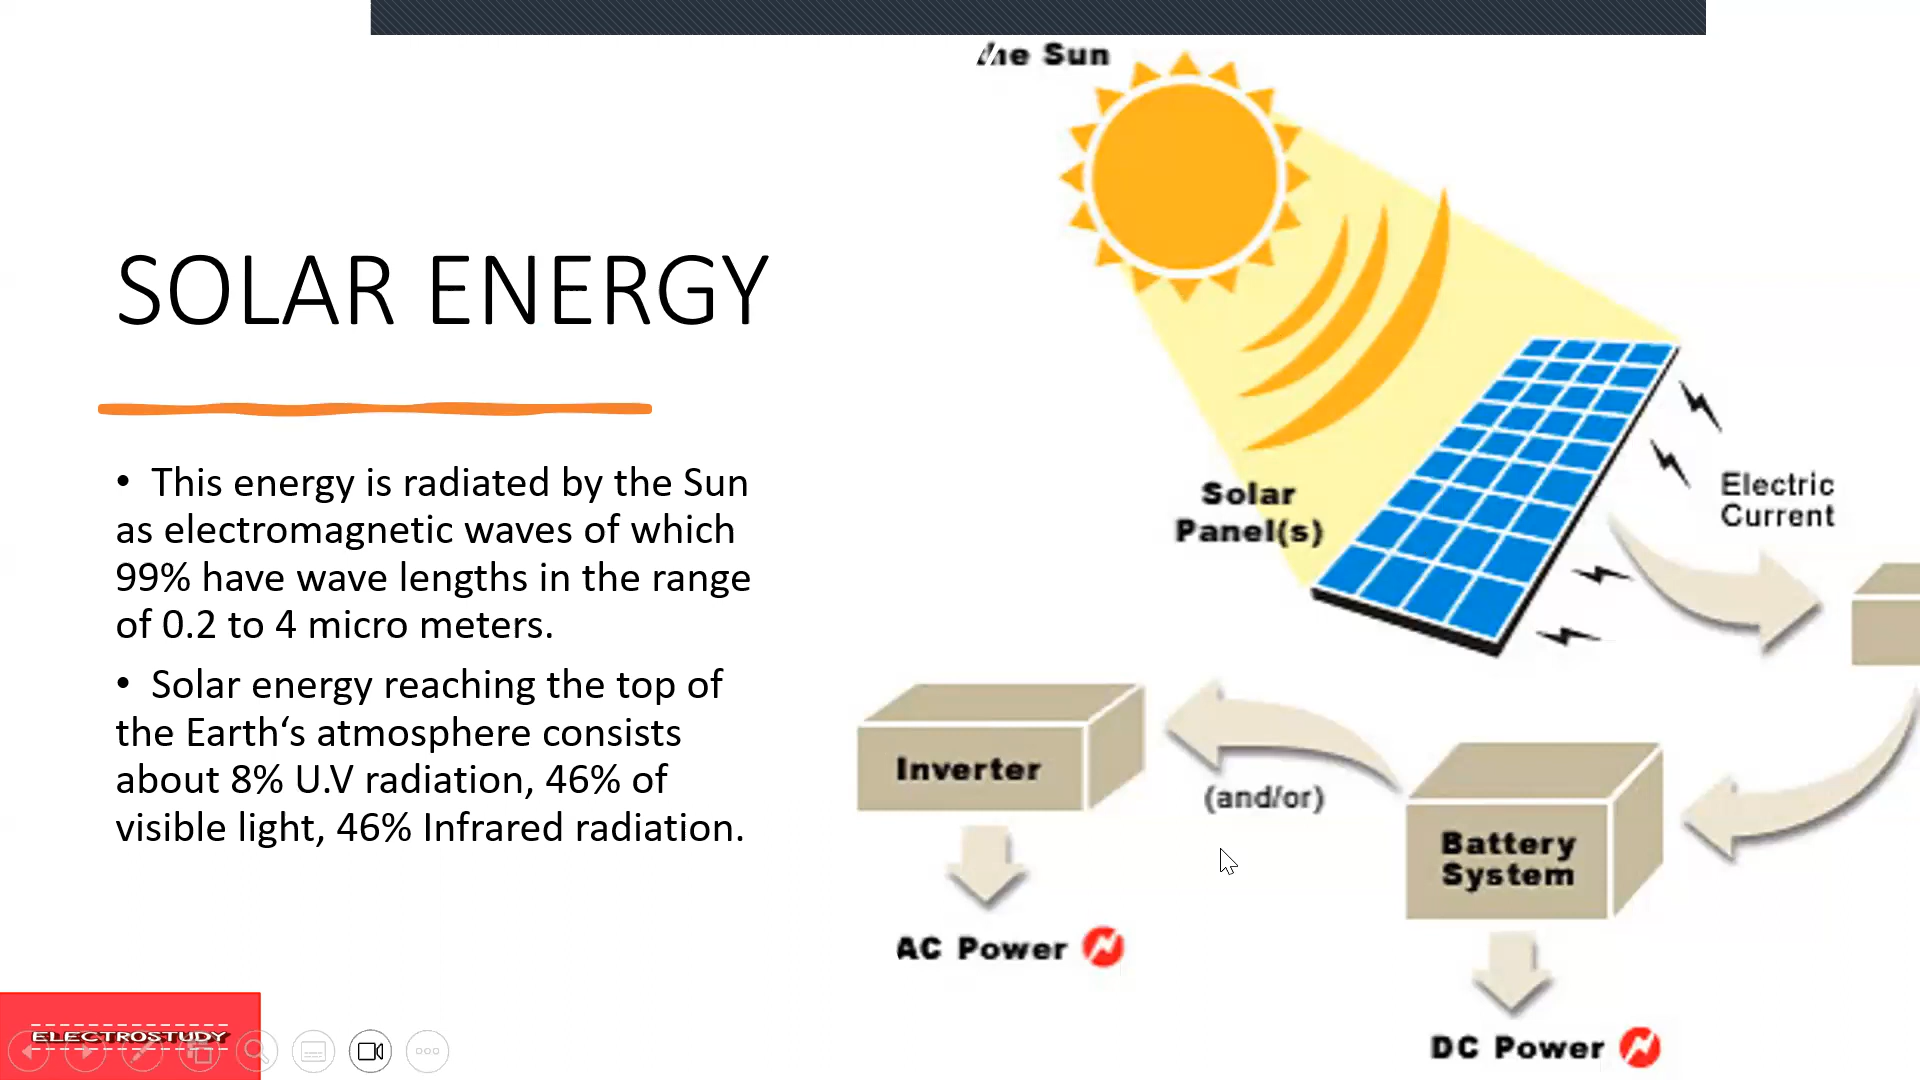 he Sun
SOLAR ENERGY
• This energy is radiated by the Sun
as electromagnetic waves of which
99% have wave lengths in the range
of 0.2 to 4 micro meters.
• Solar energy reaching the top of
the Earth‘s atmosphere consists
about 8% U.V radiation, 46% of
visible light, 46% Infrared radiation.
Solar
Panel(s)
Electric
Current
Inverter
(and/or)
Battery
System
AC Power
DC Power
ELECTROSTUDY